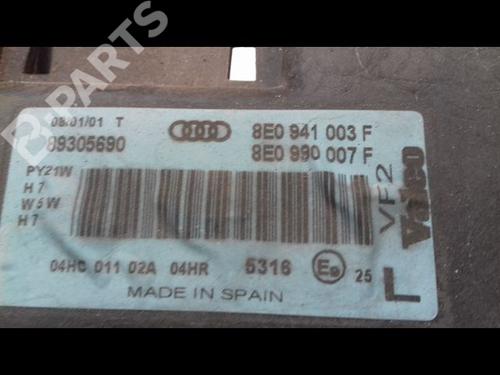 B PARTS
08/01/01 T
89305690
8E0 941 003 F
8E0 990 007 F
PY21W
H7
W5W
H7
VF2
Valeo
04HC 011 02A 04HR 5316 E9 25
L
MADE IN SPAIN